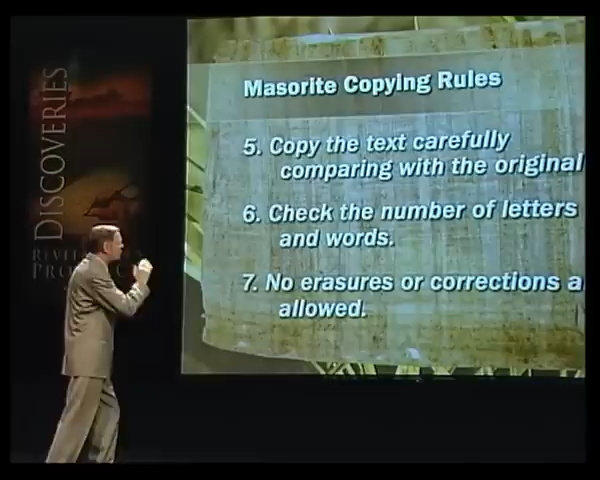 DISCOVERIES
Masorite Copying Rules
5. Copy the text carefully
comparing with the original
6. Check the number of letters
and words.
7. No erasures or corrections a
allowed.